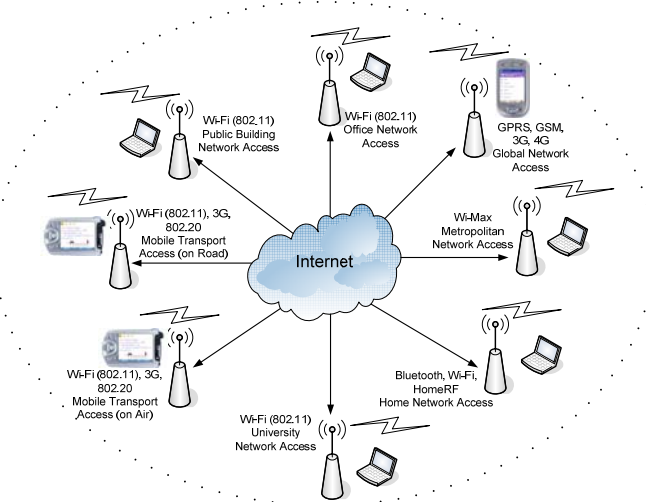 Wi-Fi (802.11)
Office Network
Access
GPRS, GSM,
3G, 4G
Global Network
Access
Wi-Fi (802.11)
Public Building
Network Access
Wi-Fi (802.11), 3G,
802.20
Mobile Transport
Access (on Road)
Wi-Max
Metropolitan
Network Access
Internet
Wi-Fi (802.11), 3G,
802.20
Mobile Transport
Access (on Air)
Bluetooth, Wi-Fi,
HomeRF
Home Network Access
Wi-Fi (802.11)
University
Network Access